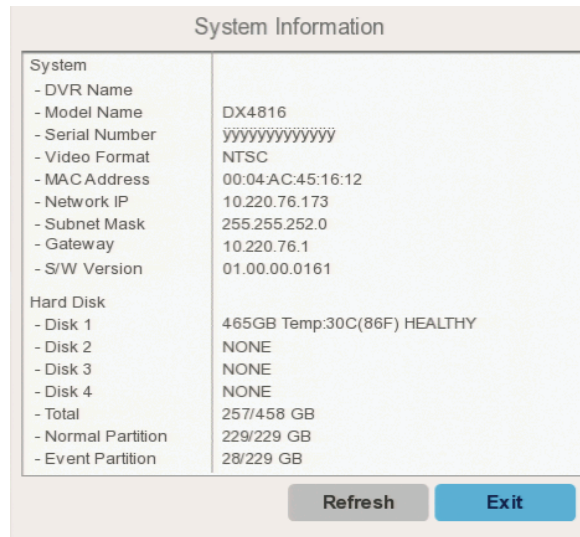 System Information
System
- DVR Name
- Model Name DX4816
- Serial Number ÿÿÿÿÿÿÿÿÿÿÿÿÿ
- Video Format NTSC
- MAC Address 00:04:AC:45:16:12
- Network IP 10.220.76.173
- Subnet Mask 255.255.252.0
- Gateway 10.220.76.1
- S/W Version 01.00.00.0161
Hard Disk
- Disk 1 465GB Temp:30C(86F) HEALTHY
- Disk 2 NONE
- Disk 3 NONE
- Disk 4 NONE
- Total 257/458 GB
- Normal Partition 229/229 GB
- Event Partition 28/229 GB
Refresh Exit